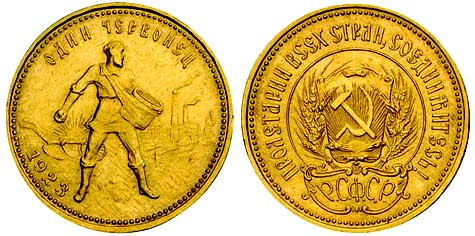 ОДИН ЧЕРВОНЕЦ
1923
ПРОЛЕТАРИИ ВСЕХ СТРАН, СОЕДИНЯЙТЕСЬ!
РСФСР